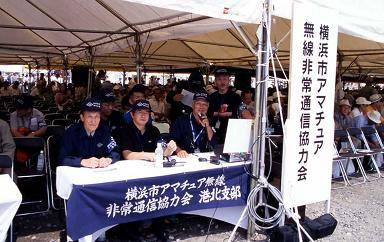 横浜市アマチュア
無線非常通信協力会
横浜市アマチュア無線
非常通信協力会 港北支部